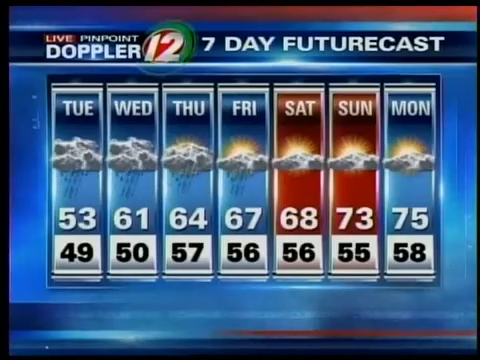 LIVE PINPOINT
DOPPLER 12
7 DAY FUTURECAST
TUE WED THU FRI SAT SUN MON
53 61 64 67 68 73 75
49 50 57 56 56 55 58